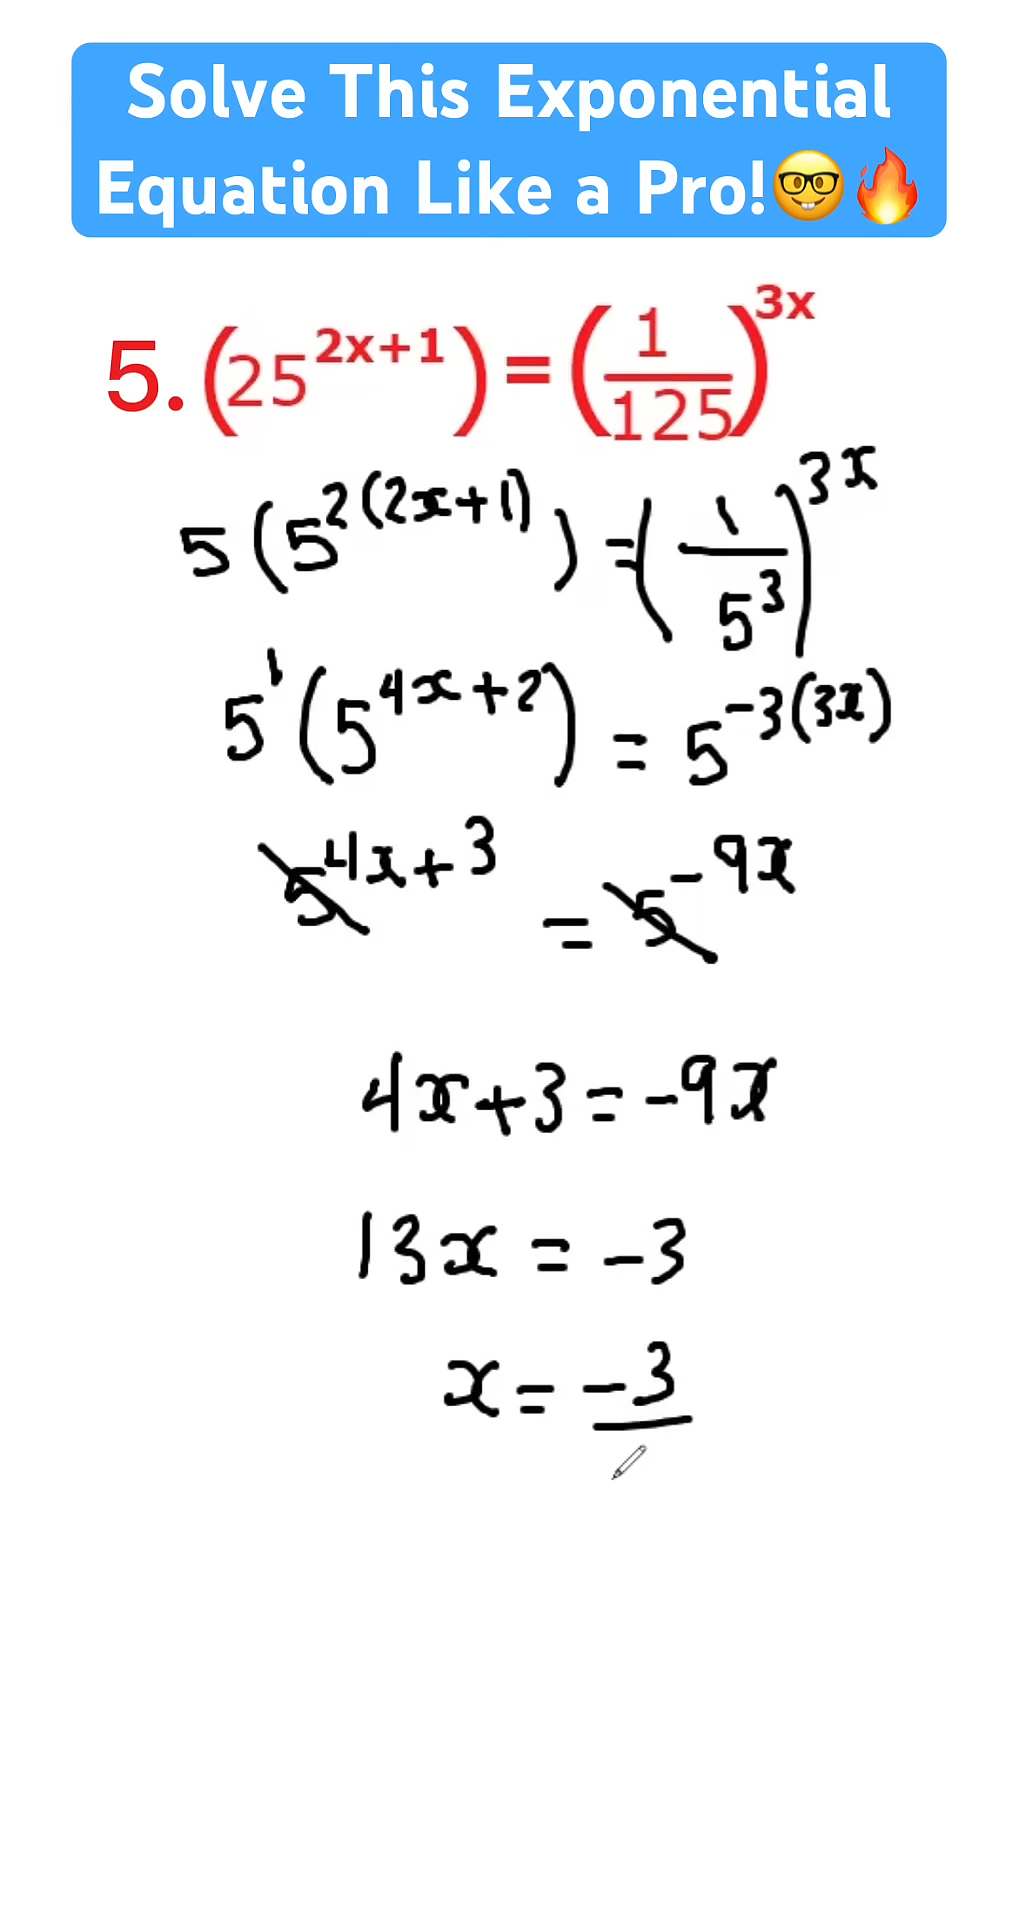 Solve This Exponential
Equation Like a Pro!🤓🔥
5.(25^(2x+1))=(1/125)^(3x)
5(5^(2(2x+1)))=(1/5^3)^(3x)
5^1(5^(4x+2))=5^(-3(3x))
5^(4x+3)=5^(-9x)
4x+3=-9x
13x=-3
x=-3